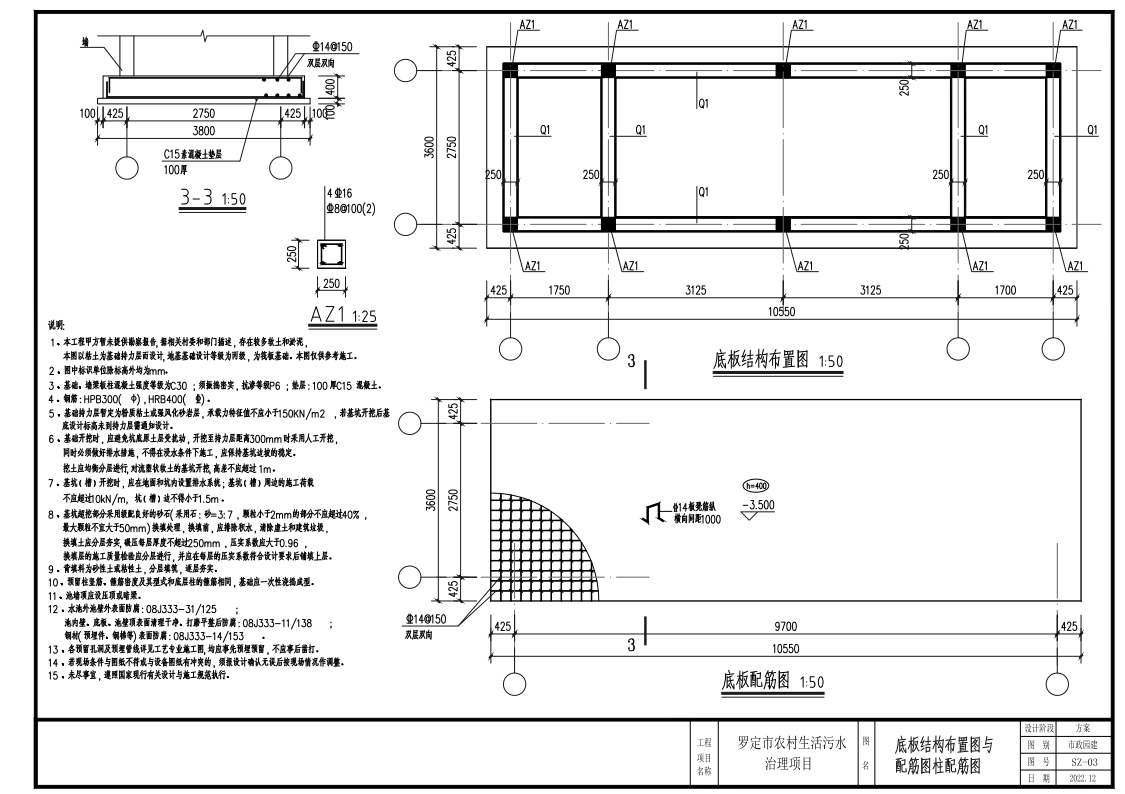 墙
Φ14@150
双层双向
400
100
100 425 2750 425 100
3800
C15素混凝土垫层
100厚
3-3 1:50
4Φ16
Φ8@100(2)
250
250
AZ1 1:25
说明:
1、本工程甲方暂未提供勘察报告,据相关村委和部门描述,存在较多软土和淤泥,
本图以粘土为基础持力层而设计,地基基础设计等级为丙级,为筏板基础。本图仅供参考施工。
2、图中标识单位除标高外均为mm。
3、基础、墙梁板柱混凝土强度等级为C30;须振捣密实,抗渗等级P6;垫层:100厚C15混凝土。
4、钢筋:HPB300(Φ),HRB400(Φ)。
5、基础持力层暂定为粉质粘土或强风化砂岩层,承载力特征值不应小于150KN/m2,若基坑开挖后基
底设计标高未到持力层需通知设计。
6、基础开挖时,应避免坑底原土层受扰动,开挖至持力层距离300mm时采用人工开挖,
同时必须做好排水措施,不得在浸水条件下施工,应保持基坑边坡的稳定。
挖土应均衡分层进行,对流塑状软土的基坑开挖,高差不应超过1m。
7、基坑(槽)开挖时,应在地面和坑内设置排水系统;基坑(槽)周边的施工荷载
不应超过10kN/m,坑(槽)边不得小于1.5m。
8、基坑超挖部分采用级配良好的砂石(采用石:砂=3:7,颗粒小于2mm的部分不应超过40%,
最大颗粒不宜大于50mm)换填处理,换填前,应排除积水,清除虚土和建筑垃圾,
换填土应分层夯实,碾压每层厚度不超过250mm,压实系数应大于0.96,
换填层的施工质量检验应分层进行,并应在每层的压实系数符合设计要求后铺填上层。
9、背填料为砂性土或粘性土,分层填筑,逐层夯实。
10、预留柱竖筋、箍筋密度及其型式和底层柱的箍筋相同,基础应一次性浇捣成型。
11、池墙顶应设压顶或暗梁。
12、水池外池壁外表面防腐:08J333-31/125 ;
池内壁、底板、池壁顶表面清理干净、打磨平整后防腐:08J333-11/138 ;
钢材(预埋件、钢梯等)表面防腐:08J333-14/153 。
13、各预留孔洞及预埋管线详见工艺专业施工图,均应事先预埋预留,不应事后凿打。
14、若现场条件与图纸不符或与设备图纸有冲突的,须报设计确认无误后按现场情况作调整。
15、未尽事宜,遵照国家现行有关设计与施工规范执行。
AZ1 AZ1 AZ1 AZ1 AZ1
425
3600
2750
425
250
Q1
Q1 Q1 Q1 Q1
250 250 250 250
Q1
250
AZ1 AZ1 AZ1 AZ1 AZ1
425 1750 3125 3125 1700 425
10550
底板结构布置图 1:50
3
425
3600
2750
425
h=400
-3.500
Φ14板凳筋纵
横向间距1000
Φ14@150
双层双向
3
425 9700 425
10550
底板配筋图 1:50
工程
项目
名称
罗定市农村生活污水
治理项目
图
名
底板结构布置图与
配筋图柱配筋图
设计阶段 方案
图 别 市政园建
图 号 SZ-03
日 期 2022.12